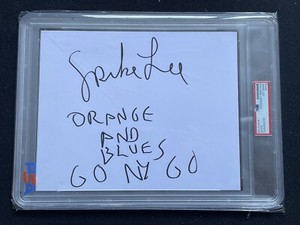 Spike Lee
ORANGE
AND
BLUES
GO NY GO